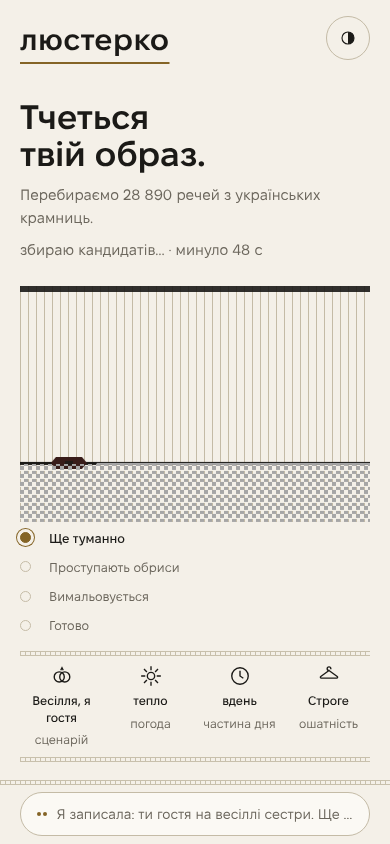 люстерко
Тчеться
твій образ.
Перебираємо 28 890 речей з українських
крамниць.
збираю кандидатів… · минуло 48 с
Ще туманно
Проступають обриси
Вимальовується
Готово
Весілля, я
гостя
сценарій
тепло
погода
вдень
частина дня
Строге
ошатність
Я записала: ти гостя на весіллі сестри. Ще …